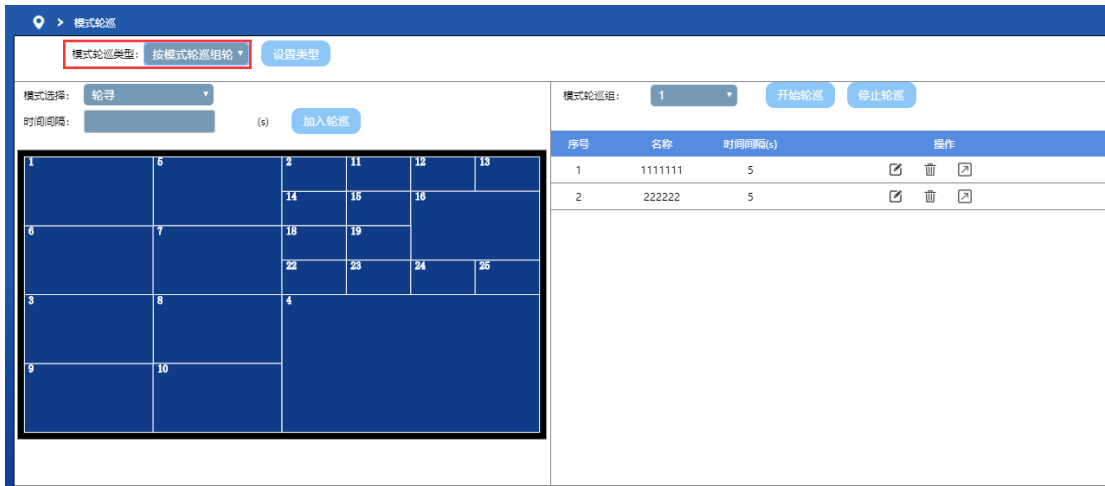 > 模式轮巡
模式轮巡类型: 按模式轮巡组轮 设置类型
模式选择: 轮寻
时间间隔: (s) 加入轮巡
1 5 2 11 12 13
14 15 16
6 7 18 19
22 23 24 25
3 8 4
9 10
模式轮巡组: 1 开始轮巡 停止轮巡
序号 名称 时间间隔(s) 操作
1 1111111 5
2 222222 5